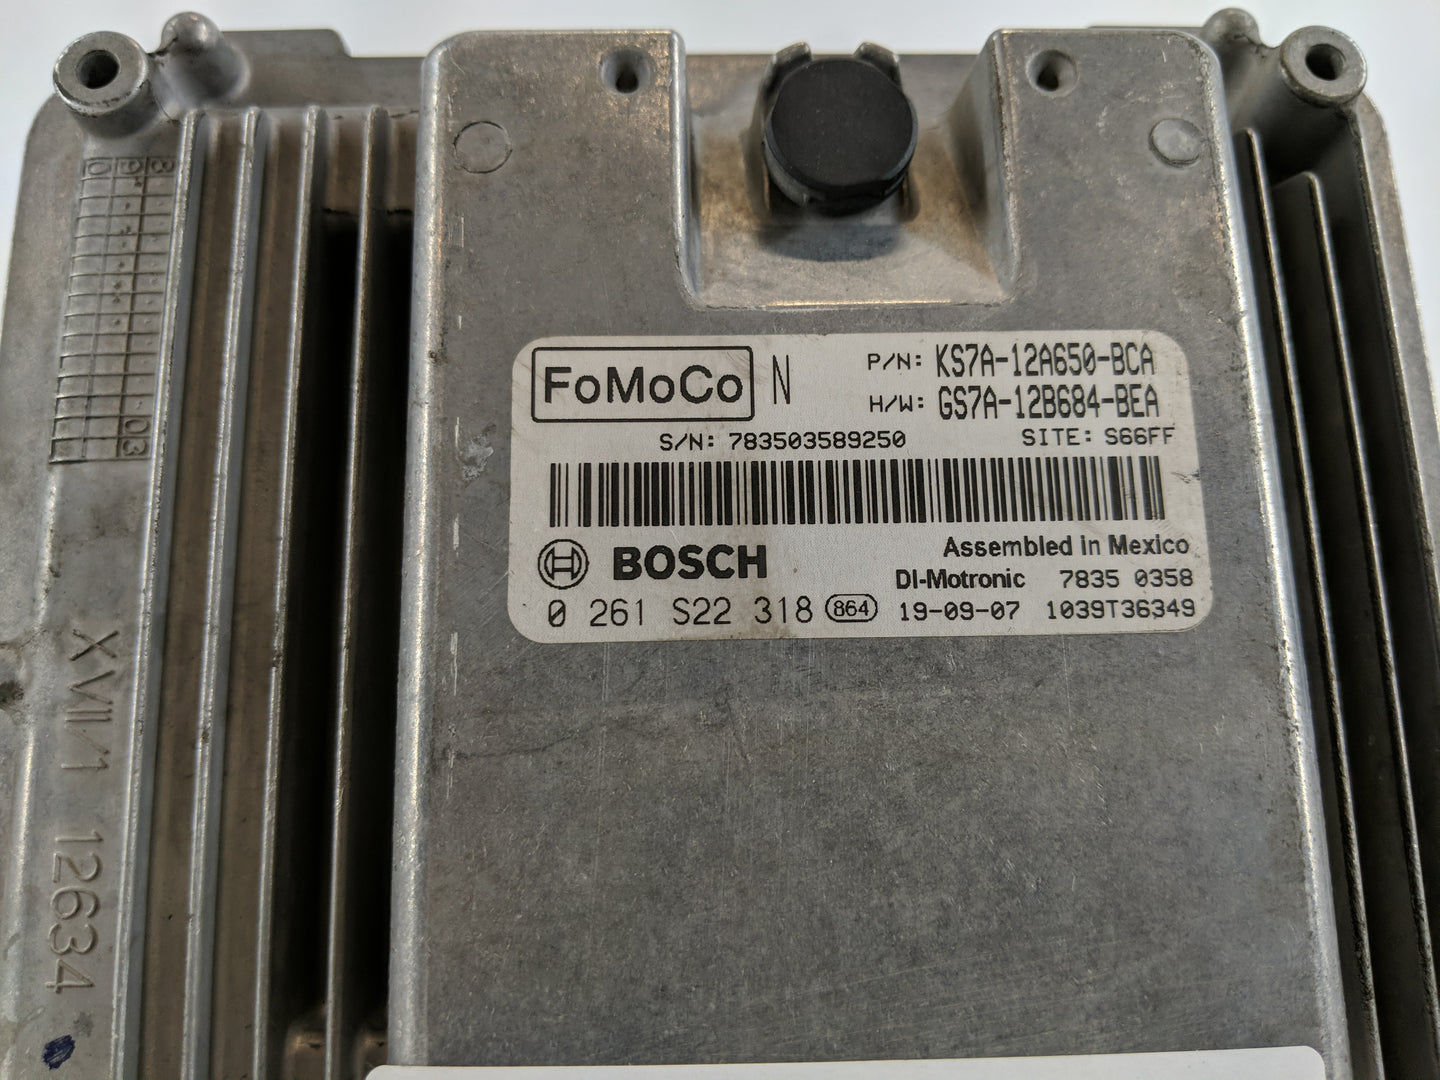 FoMoCo N P/N: KS7A-12A650-BCA
H/W: GS7A-12B684-BEA
S/N: 783503589250 SITE: S66FF
BOSCH Assembled in Mexico
DI-Motronic 7835 0358
0 261 S22 318 864 19-09-07 1039T36349
03
XVII/1 12634